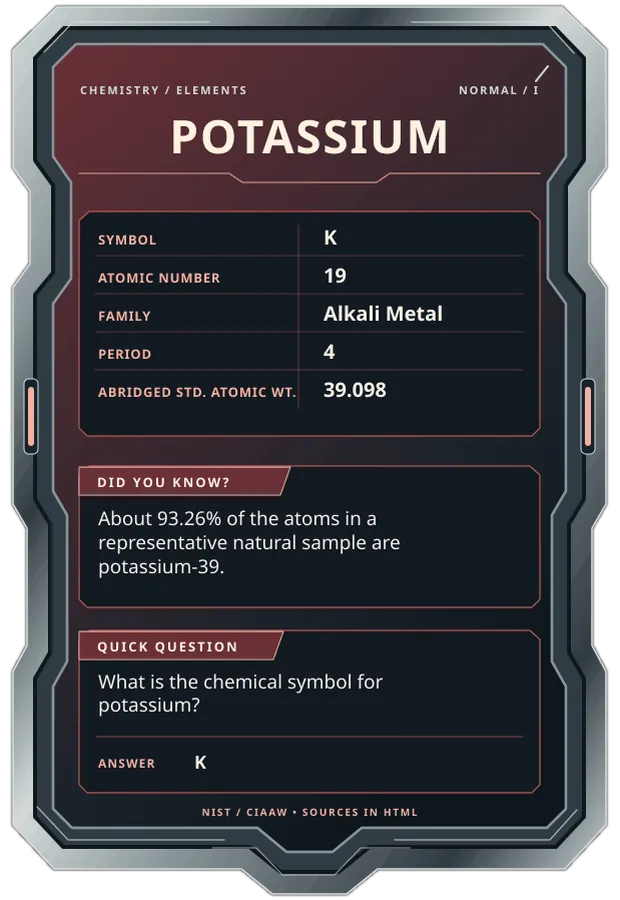 CHEMISTRY / ELEMENTS
NORMAL / I
POTASSIUM
SYMBOL K
ATOMIC NUMBER 19
FAMILY Alkali Metal
PERIOD 4
ABRIDGED STD. ATOMIC WT. 39.098
DID YOU KNOW?
About 93.26% of the atoms in a
representative natural sample are
potassium-39.
QUICK QUESTION
What is the chemical symbol for
potassium?
ANSWER K
NIST / CIAAW • SOURCES IN HTML